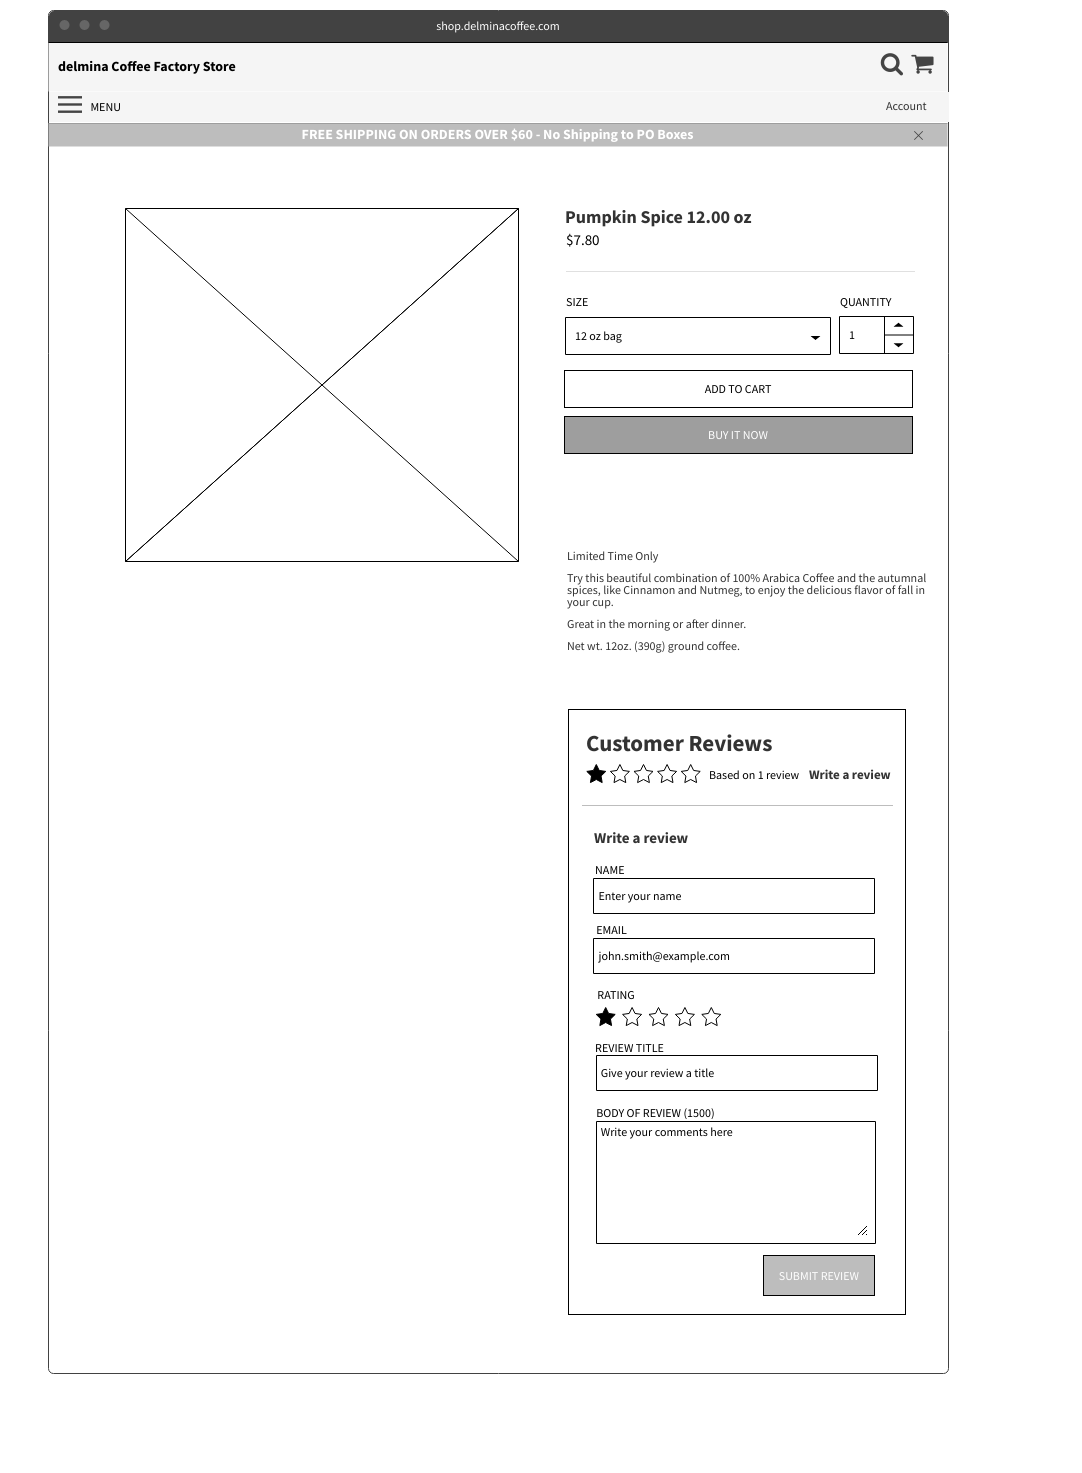 shop.delminacoffee.com
delmina Coffee Factory Store
MENU
Account
FREE SHIPPING ON ORDERS OVER $60 - No Shipping to PO Boxes
Pumpkin Spice 12.00 oz
$7.80
SIZE
QUANTITY
12 oz bag
1
ADD TO CART
BUY IT NOW
Limited Time Only
Try this beautiful combination of 100% Arabica Coffee and the autumnal
spices, like Cinnamon and Nutmeg, to enjoy the delicious flavor of fall in
your cup.
Great in the morning or after dinner.
Net wt. 12oz. (390g) ground coffee.
Customer Reviews
Based on 1 review Write a review
Write a review
NAME
Enter your name
EMAIL
john.smith@example.com
RATING
REVIEW TITLE
Give your review a title
BODY OF REVIEW (1500)
Write your comments here
SUBMIT REVIEW